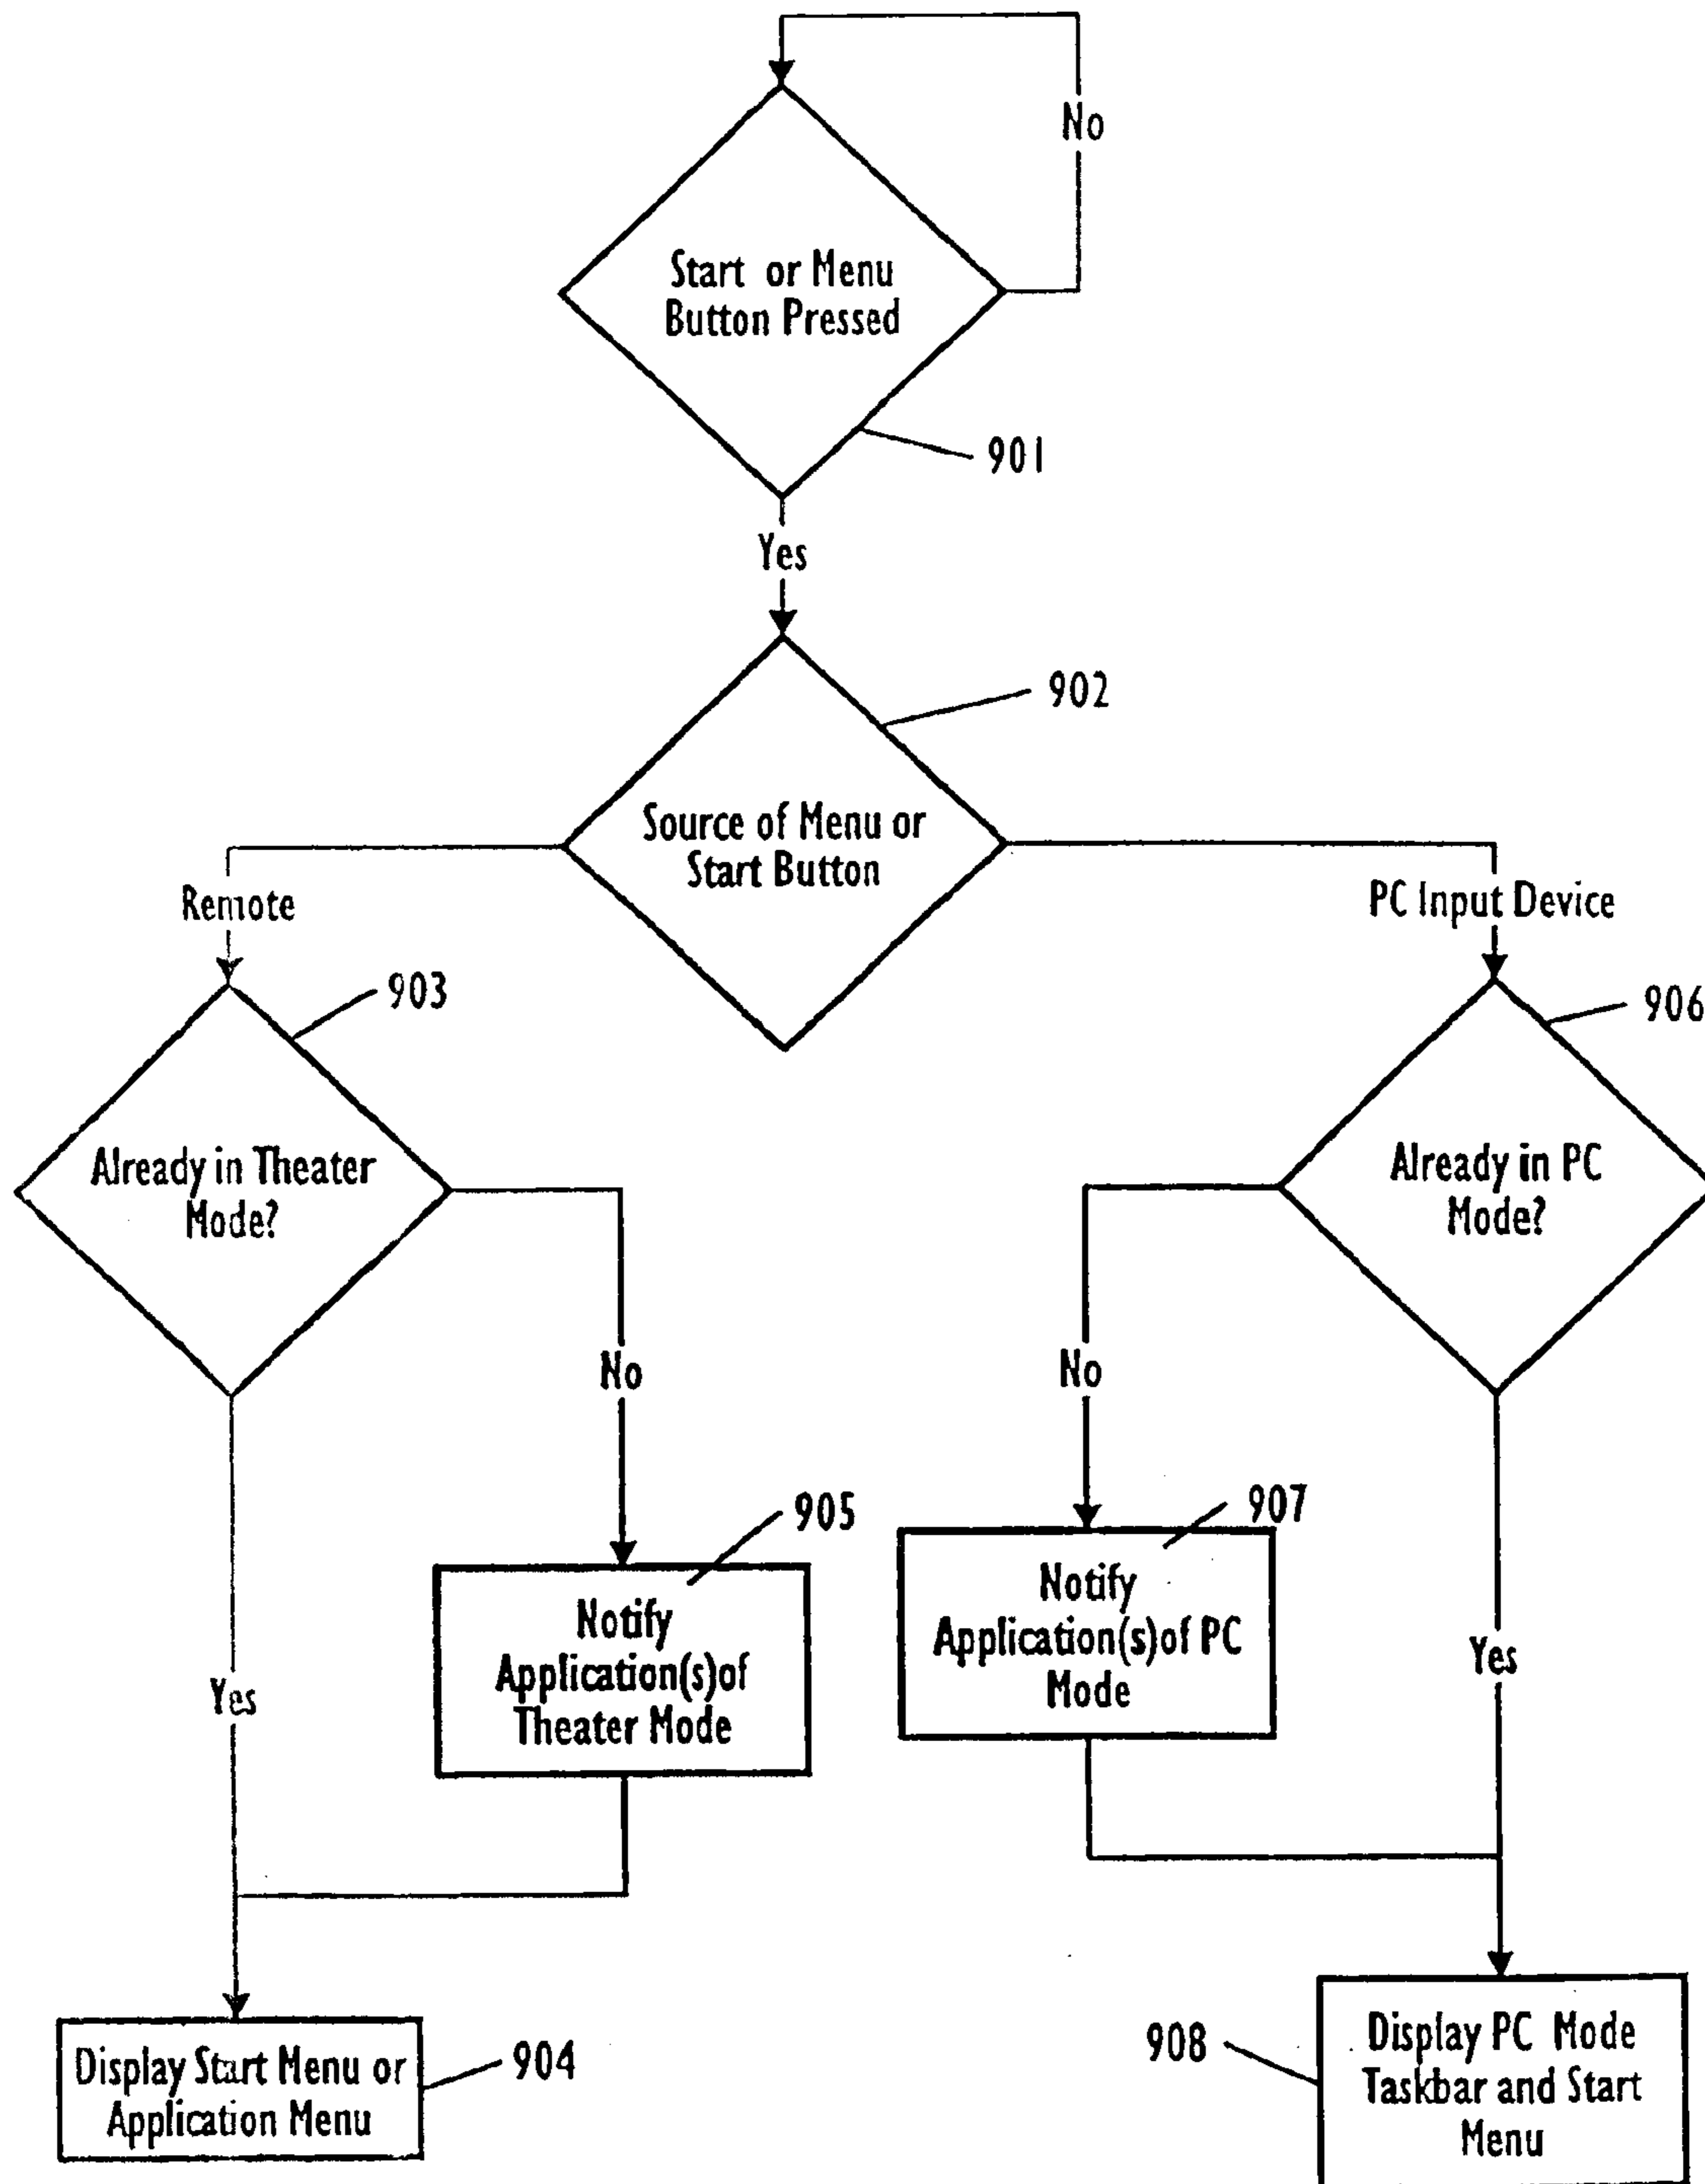 No
Start or Menu
Button Pressed
901
Yes
902
Source of Menu or
Start Button
Remote
PC Input Device
903
906
Already in Theater
Mode?
Already in PC
Mode?
No
No
905
907
Notify
Application(s)of
Theater Mode
Notify
Application(s)of PC
Mode
Yes
Yes
Display Start Menu or
Application Menu
904
908
Display PC Mode
Taskbar and Start
Menu